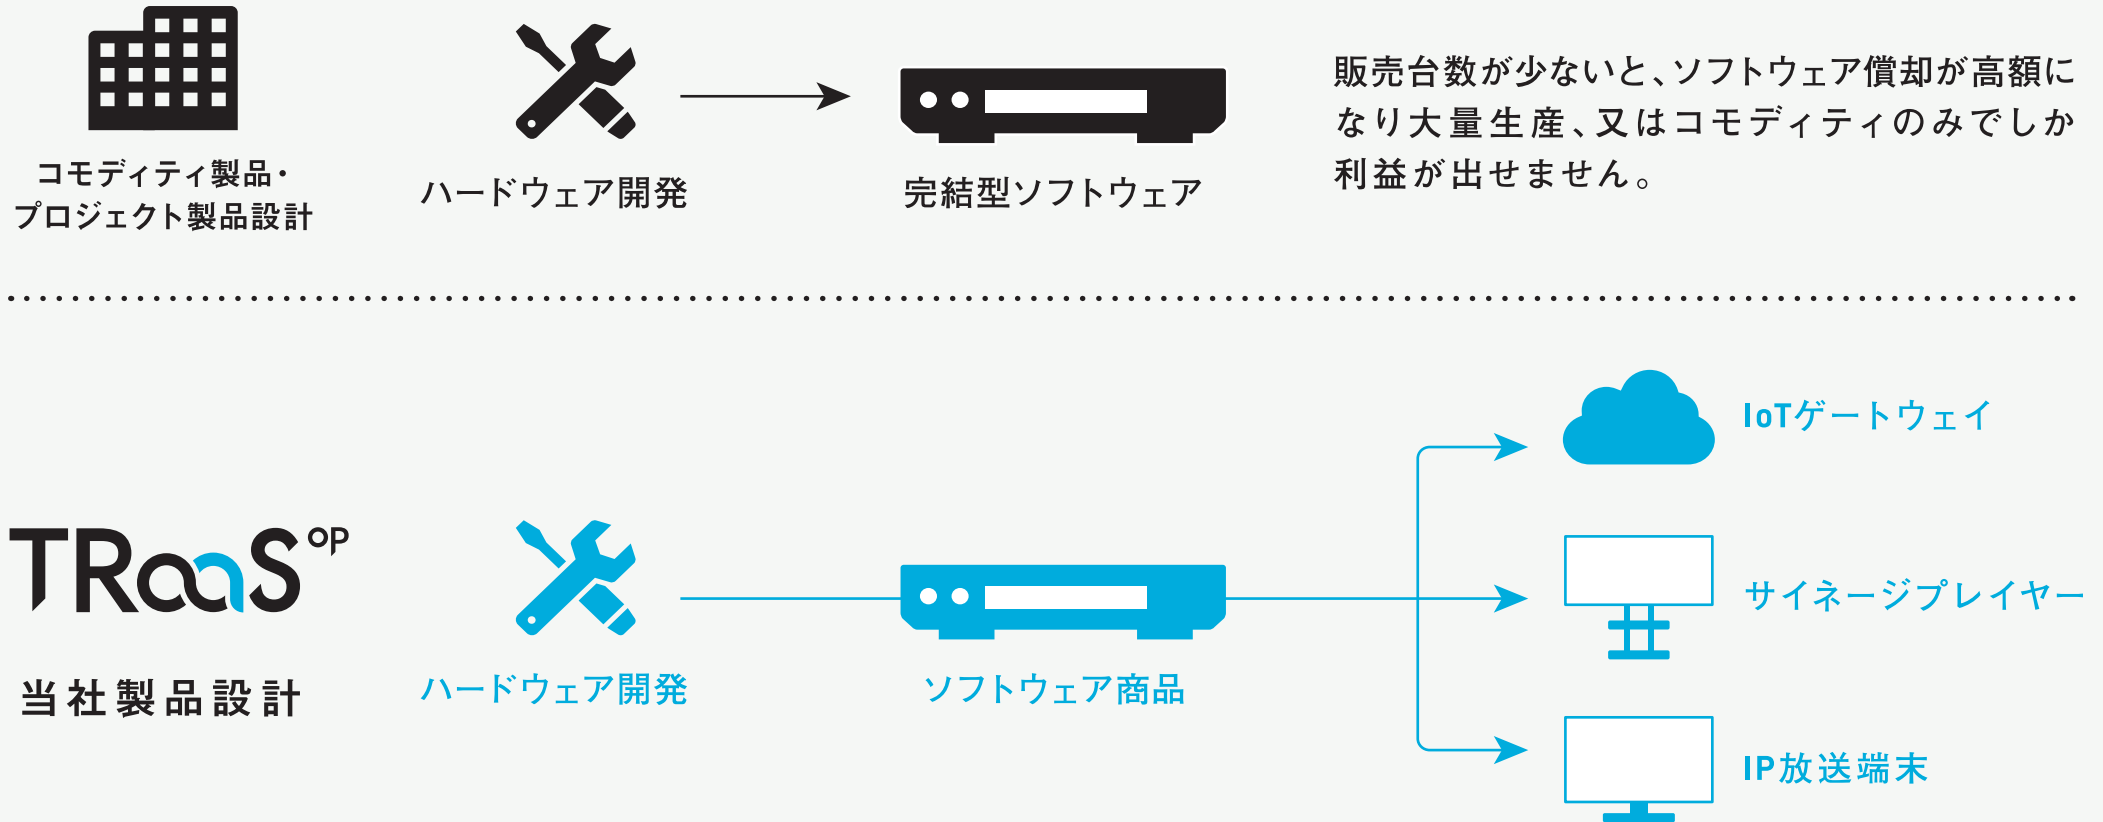 コモディティ製品・
プロジェクト製品設計
ハードウェア開発
完結型ソフトウェア
販売台数が少ないと、ソフトウェア償却が高額に
なり大量生産、又はコモディティのみでしか
利益が出せません。
TRaaS OP
当社製品設計
ハードウェア開発
ソフトウェア商品
IoTゲートウェイ
サイネージプレイヤー
IP放送端末